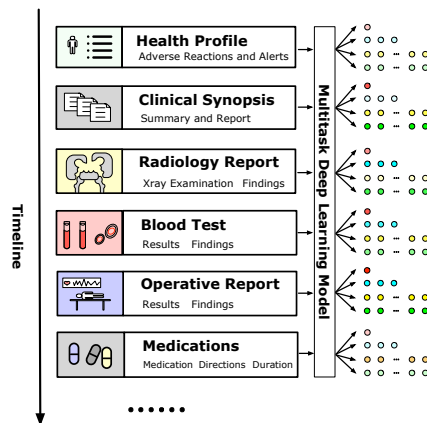 Timeline
Health Profile
Adverse Reactions and Alerts
Clinical Synopsis
Summary and Report
Radiology Report
Xray Examination Findings
Blood Test
Results Findings
Operative Report
Results Findings
Medications
Medication Directions Duration
Multitask Deep Learning Model